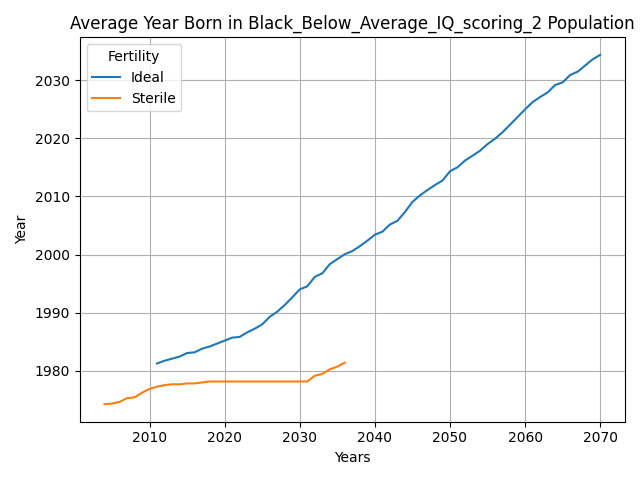 Average Year Born in Black_Below_Average_IQ_scoring_2 Population
Fertility
Ideal
Sterile
Year
2030
2020
2010
2000
1990
1980
2010 2020 2030 2040 2050 2060 2070
Years